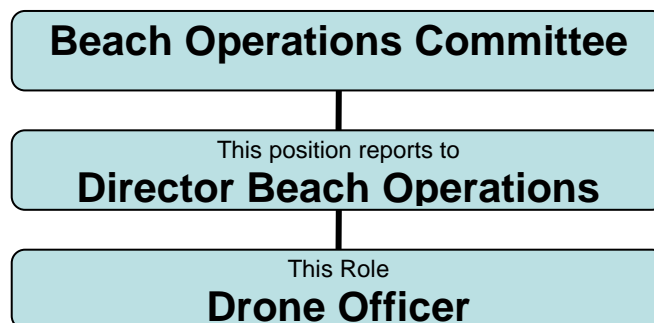 Beach Operations Committee
This position reports to
Director Beach Operations
This Role
Drone Officer